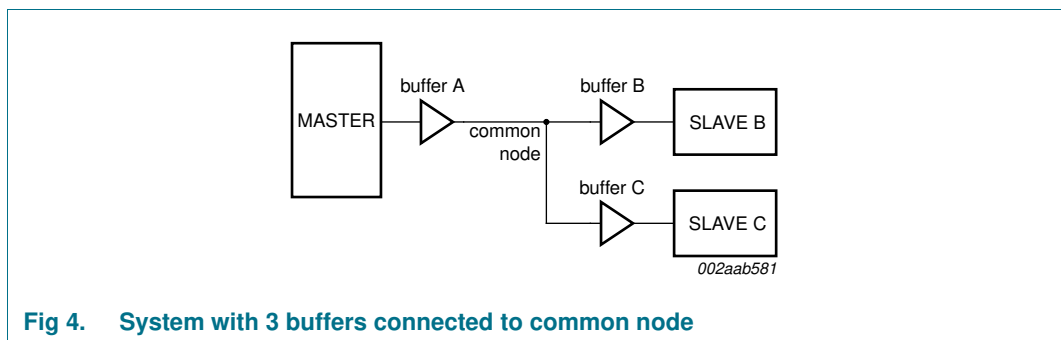 buffer A
buffer B
MASTER
SLAVE B
common
node
buffer C
SLAVE C
002aab581
Fig 4. System with 3 buffers connected to common node